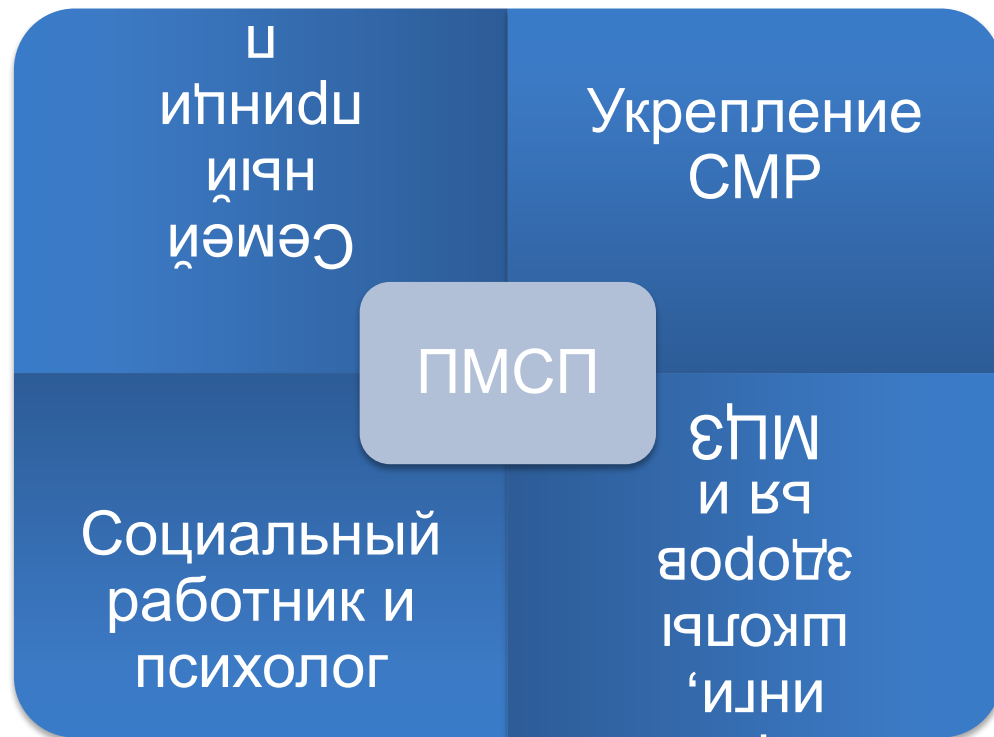 Семей
ный
принци
п
Укрепление
СМР
ПМСП
Социальный
работник и
психолог
инги,
школы
здоров
ья и
МЦЗ